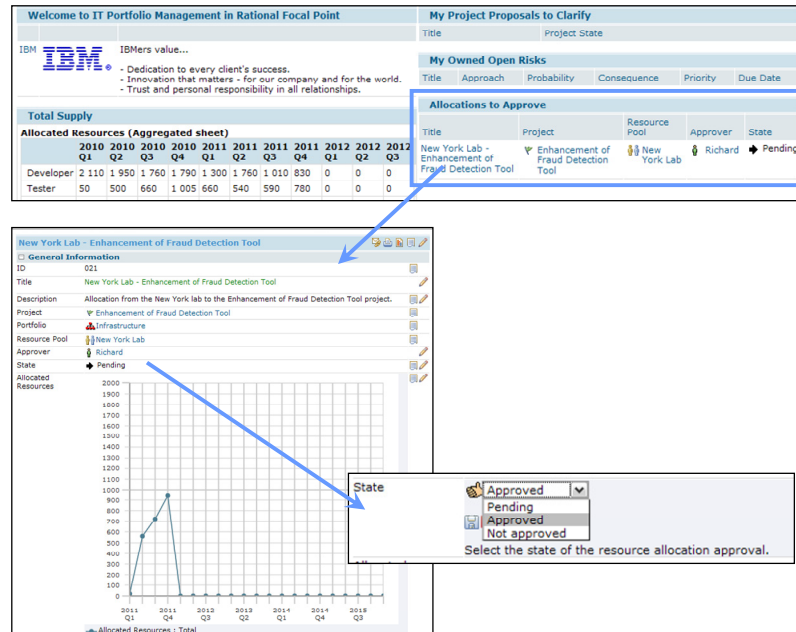 Welcome to IT Portfolio Management in Rational Focal Point
IBM
IBM
IBMers value...
- Dedication to every client's success.
- Innovation that matters - for our company and for the world.
- Trust and personal responsibility in all relationships.
Total Supply
Allocated Resources (Aggregated sheet)
2010 2010 2010 2010 2011 2011 2011 2011 2012 2012 2012
Q1 Q2 Q3 Q4 Q1 Q2 Q3 Q4 Q1 Q2 Q3
Developer 2 110 1 950 1 760 1 790 1 300 1 760 1 010 830 0 0 0
Tester 50 500 660 1 005 660 540 590 780 0 0 0
My Project Proposals to Clarify
Title Project State
My Owned Open Risks
Title Approach Probability Consequence Priority Due Date
Allocations to Approve
Title Project Resource Pool Approver State
New York Lab - Enhancement of Fraud Detection Tool
Enhancement of Fraud Detection Tool
New York Lab
Richard
Pending
New York Lab - Enhancement of Fraud Detection Tool
General Information
ID 021
Title New York Lab - Enhancement of Fraud Detection Tool
Description Allocation from the New York lab to the Enhancement of Fraud Detection Tool project.
Project Enhancement of Fraud Detection Tool
Portfolio Infrastructure
Resource Pool New York Lab
Approver Richard
State Pending
Allocated
Resources
2000
1900
1800
1700
1600
1500
1400
1300
1200
1100
1000
900
800
700
600
500
400
300
200
100
0
2011 2011 2012 2013 2014 2014 2015
Q1 Q4 Q3 Q2 Q1 Q4 Q3
Allocated Resources : Total
State
Approved
Pending
Approved
Not approved
Select the state of the resource allocation approval.